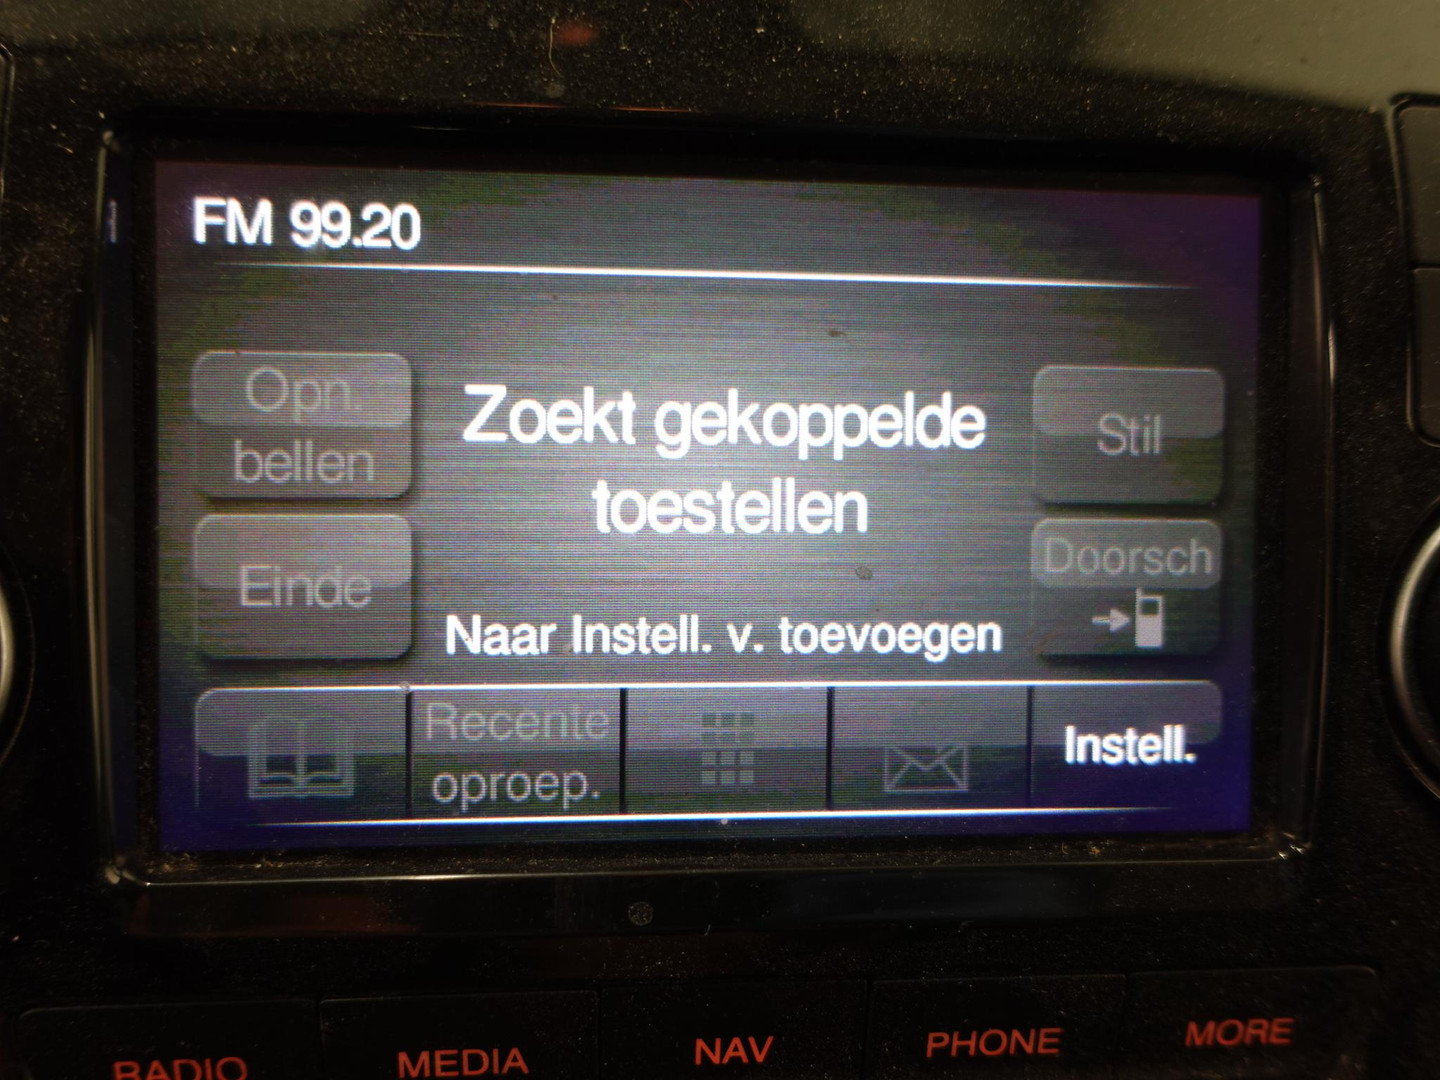 FM 99.20
Opn.
bellen
Zoekt gekoppelde
toestellen
Stil
Einde
Doorsch
Naar Instell. v. toevoegen
Recente
oproep.
Instell.
RADIO
MEDIA
NAV
PHONE
MORE